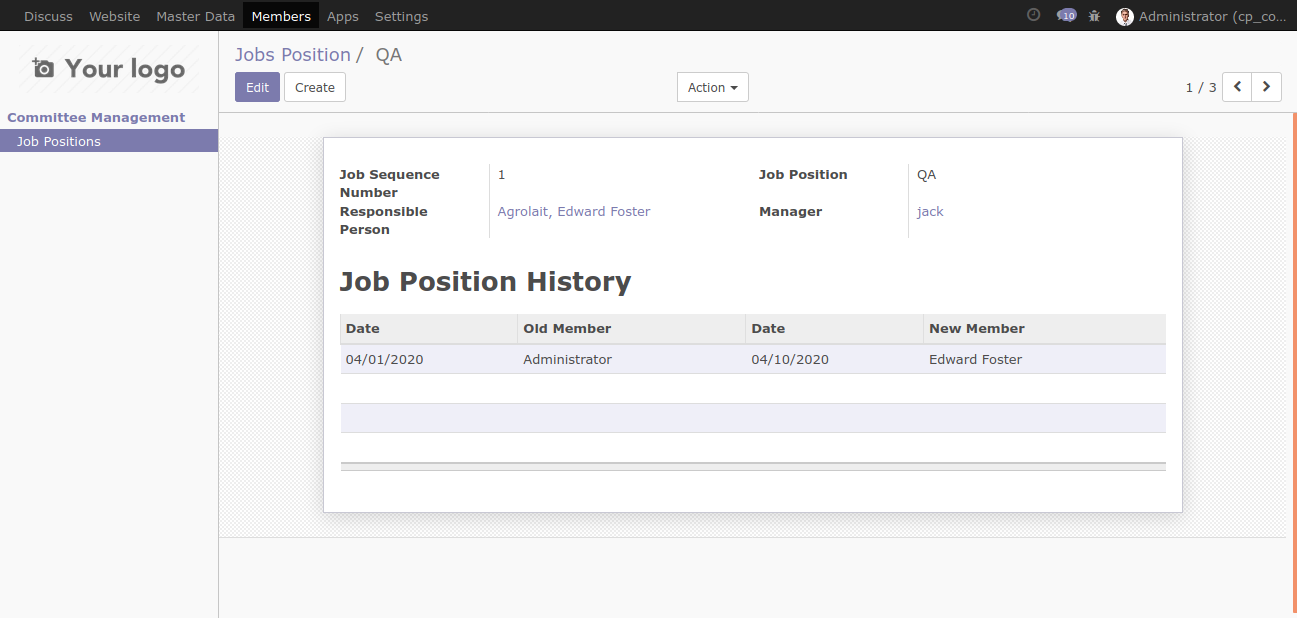 Discuss Website Master Data Members Apps Settings 10 Administrator (cp_co...
Your logo
Committee Management
Job Positions
Jobs Position / QA
Edit Create Action 1 / 3
Job Sequence Number 1 Job Position QA
Responsible Person Agrolait, Edward Foster Manager jack
Job Position History
Date Old Member Date New Member
04/01/2020 Administrator 04/10/2020 Edward Foster